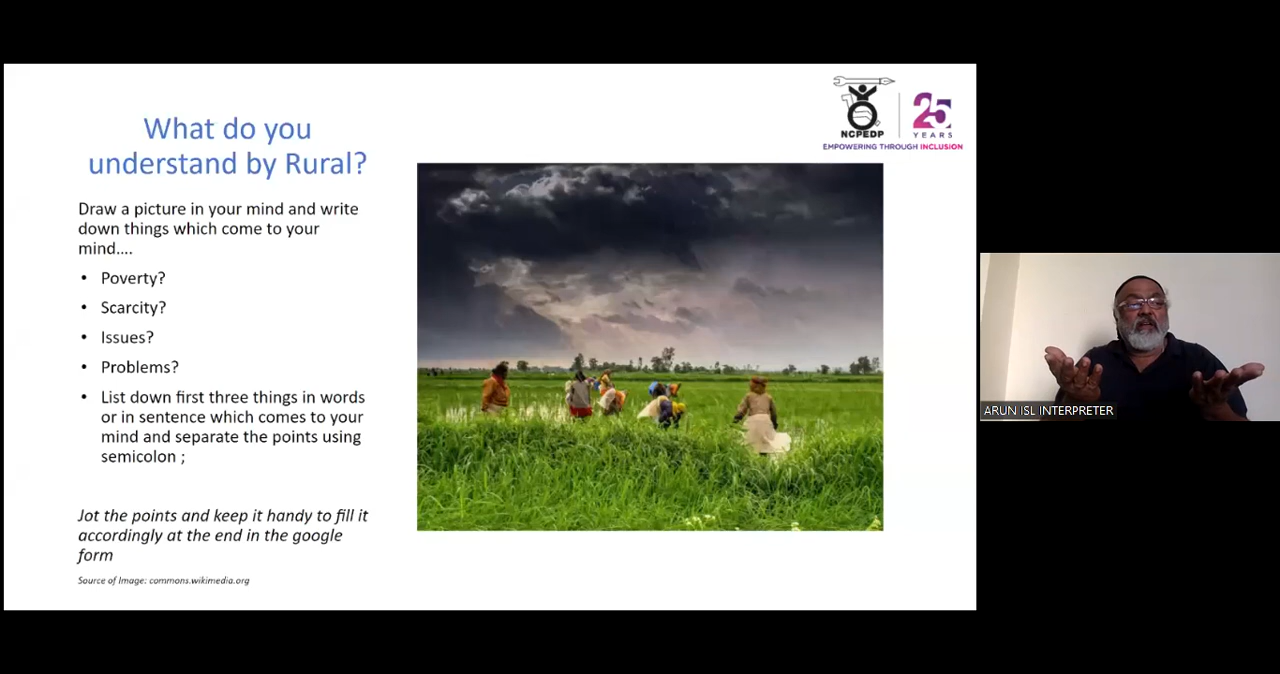 What do you
understand by Rural?
Draw a picture in your mind and write
down things which come to your
mind....
• Poverty?
• Scarcity?
• Issues?
• Problems?
• List down first three things in words
or in sentence which comes to your
mind and separate the points using
semicolon ;
Jot the points and keep it handy to fill it
accordingly at the end in the google
form
Source of Image: commons.wikimedia.org
NCPEDP
25
YEARS
EMPOWERING THROUGH INCLUSION
ARUN ISL INTERPRETER